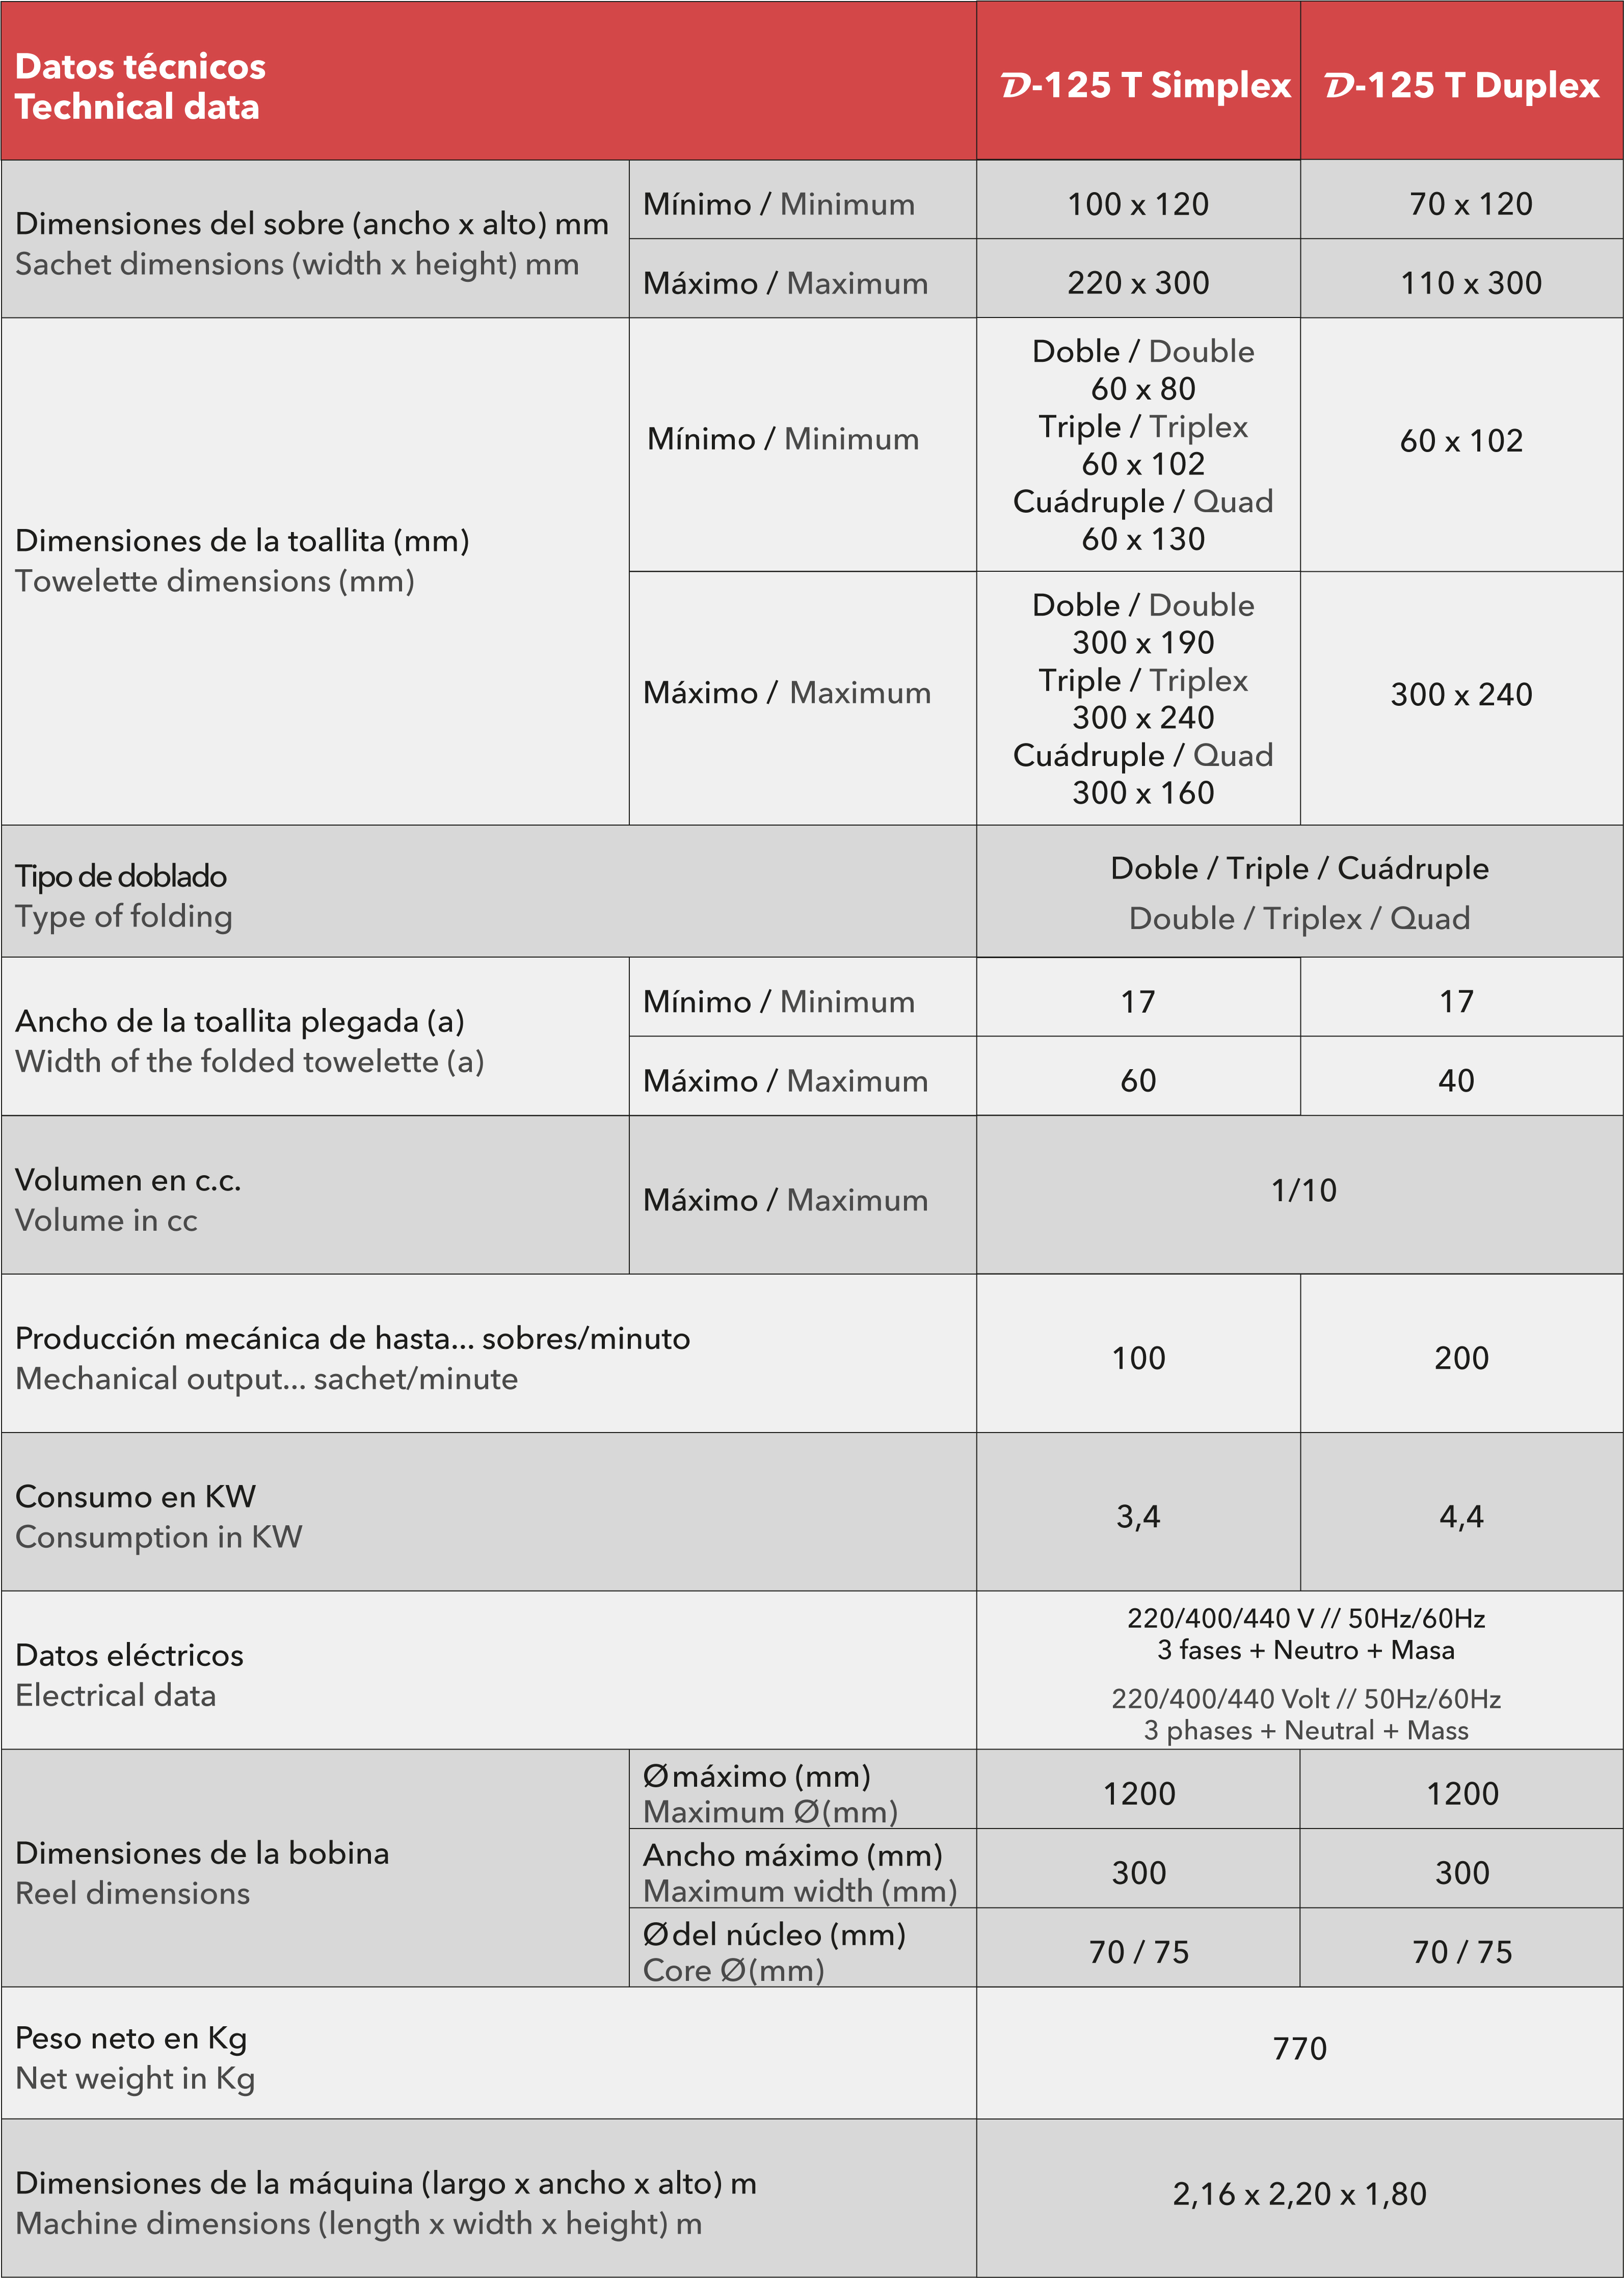 Datos técnicos
Technical data
D-125 T Simplex
D-125 T Duplex
Dimensiones del sobre (ancho x alto) mm
Sachet dimensions (width x height) mm
Mínimo / Minimum
100 x 120
70 x 120
Máximo / Maximum
220 x 300
110 x 300
Dimensiones de la toallita (mm)
Towelette dimensions (mm)
Mínimo / Minimum
Doble / Double
60 x 80
Triple / Triplex
60 x 102
Cuádruple / Quad
60 x 130
60 x 102
Máximo / Maximum
Doble / Double
300 x 190
Triple / Triplex
300 x 240
Cuádruple / Quad
300 x 160
300 x 240
Tipo de doblado
Type of folding
Doble / Triple / Cuádruple
Double / Triplex / Quad
Ancho de la toallita plegada (a)
Width of the folded towelette (a)
Mínimo / Minimum
17
17
Máximo / Maximum
60
40
Volumen en c.c.
Volume in cc
Máximo / Maximum
1/10
Producción mecánica de hasta... sobres/minuto
Mechanical output... sachet/minute
100
200
Consumo en KW
Consumption in KW
3,4
4,4
Datos eléctricos
Electrical data
220/400/440 V // 50Hz/60Hz
3 fases + Neutro + Masa
220/400/440 Volt // 50Hz/60Hz
3 phases + Neutral + Mass
Dimensiones de la bobina
Reel dimensions
Ø máximo (mm)
Maximum Ø (mm)
1200
1200
Ancho máximo (mm)
Maximum width (mm)
300
300
Ø del núcleo (mm)
Core Ø (mm)
70 / 75
70 / 75
Peso neto en Kg
Net weight in Kg
770
Dimensiones de la máquina (largo x ancho x alto) m
Machine dimensions (length x width x height) m
2,16 x 2,20 x 1,80